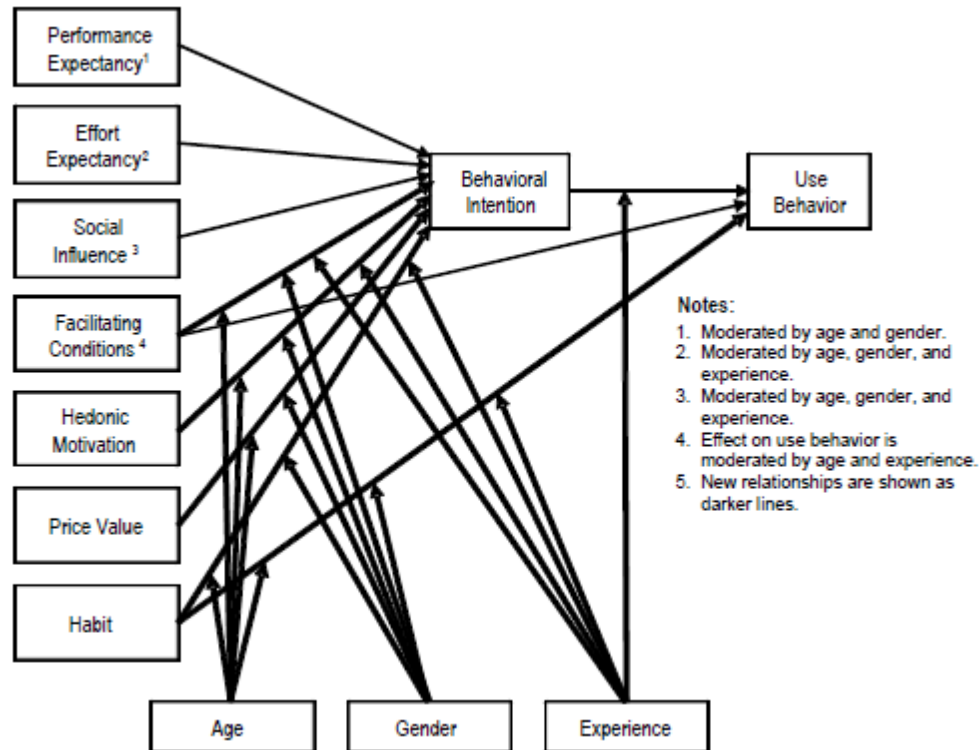 Performance
Expectancy¹
Effort
Expectancy²
Social
Influence ³
Facilitating
Conditions ⁴
Hedonic
Motivation
Price Value
Habit
Behavioral
Intention
Use
Behavior
Notes:
1. Moderated by age and gender.
2. Moderated by age, gender, and
experience.
3. Moderated by age, gender, and
experience.
4. Effect on use behavior is
moderated by age and experience.
5. New relationships are shown as
darker lines.
Age
Gender
Experience